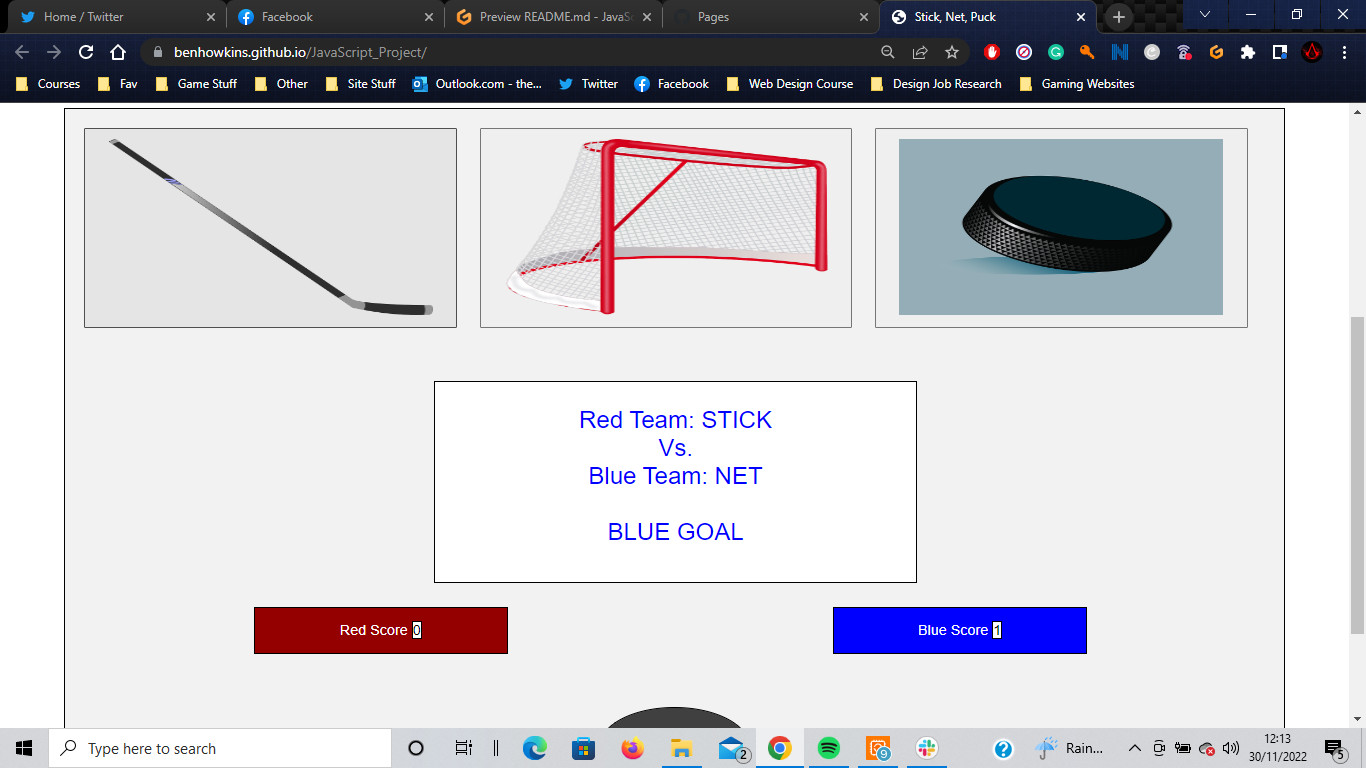 Home / Twitter
Facebook
Preview README.md - JavaSc
Pages
Stick, Net, Puck
benhowkins.github.io/JavaScript_Project/
Courses
Fav
Game Stuff
Other
Site Stuff
Outlook.com - the...
Twitter
Facebook
Web Design Course
Design Job Research
Gaming Websites
Red Team: STICK
Vs.
Blue Team: NET
BLUE GOAL
Red Score 0
Blue Score 1
Type here to search
2
9
Rain...
12:13
30/11/2022
5